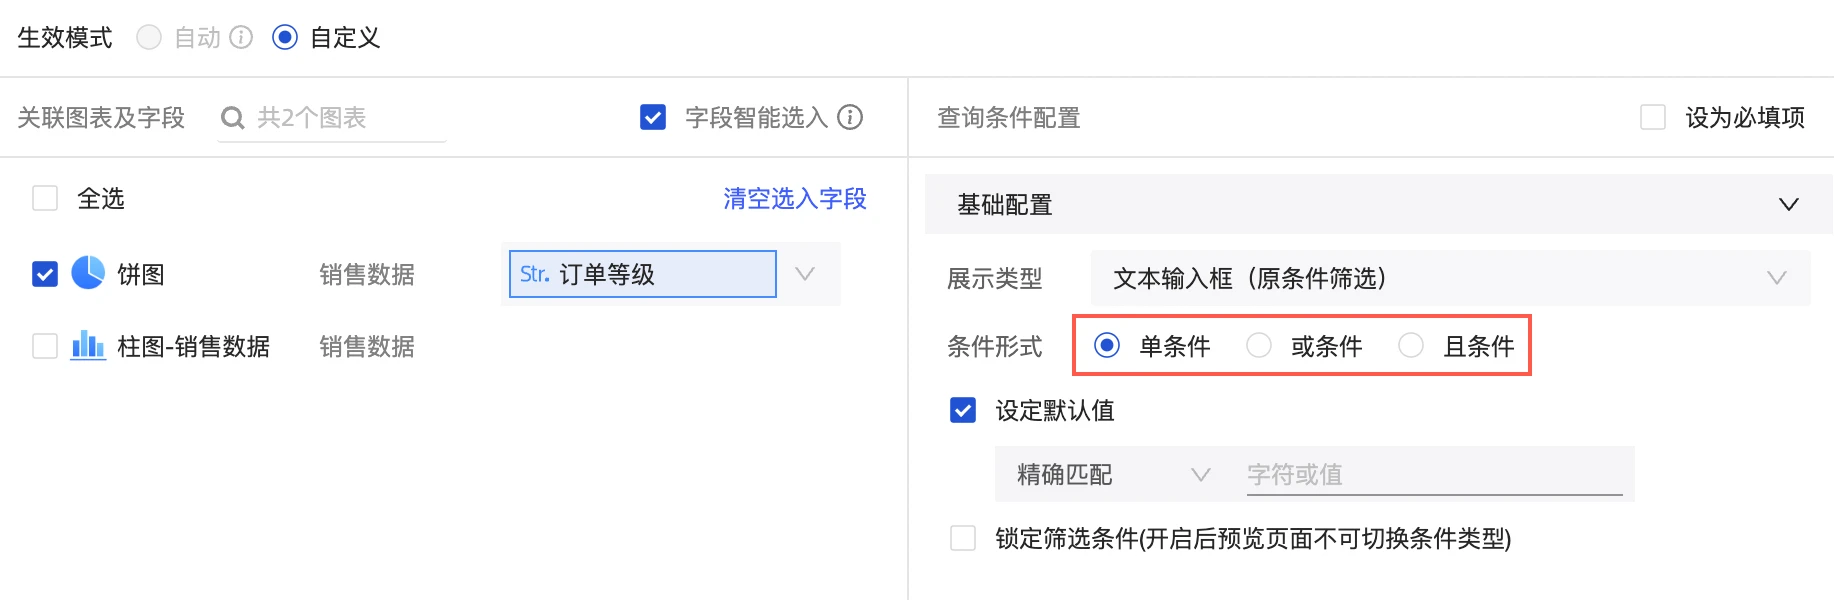 生效模式 自动 自定义
关联图表及字段 共2个图表 字段智能选入
全选 清空选入字段
饼图 销售数据 Str. 订单等级
柱图-销售数据 销售数据
查询条件配置 设为必填项
基础配置
展示类型 文本输入框（原条件筛选）
条件形式 单条件 或条件 且条件
设定默认值
精确匹配 字符或值
锁定筛选条件(开启后预览页面不可切换条件类型)